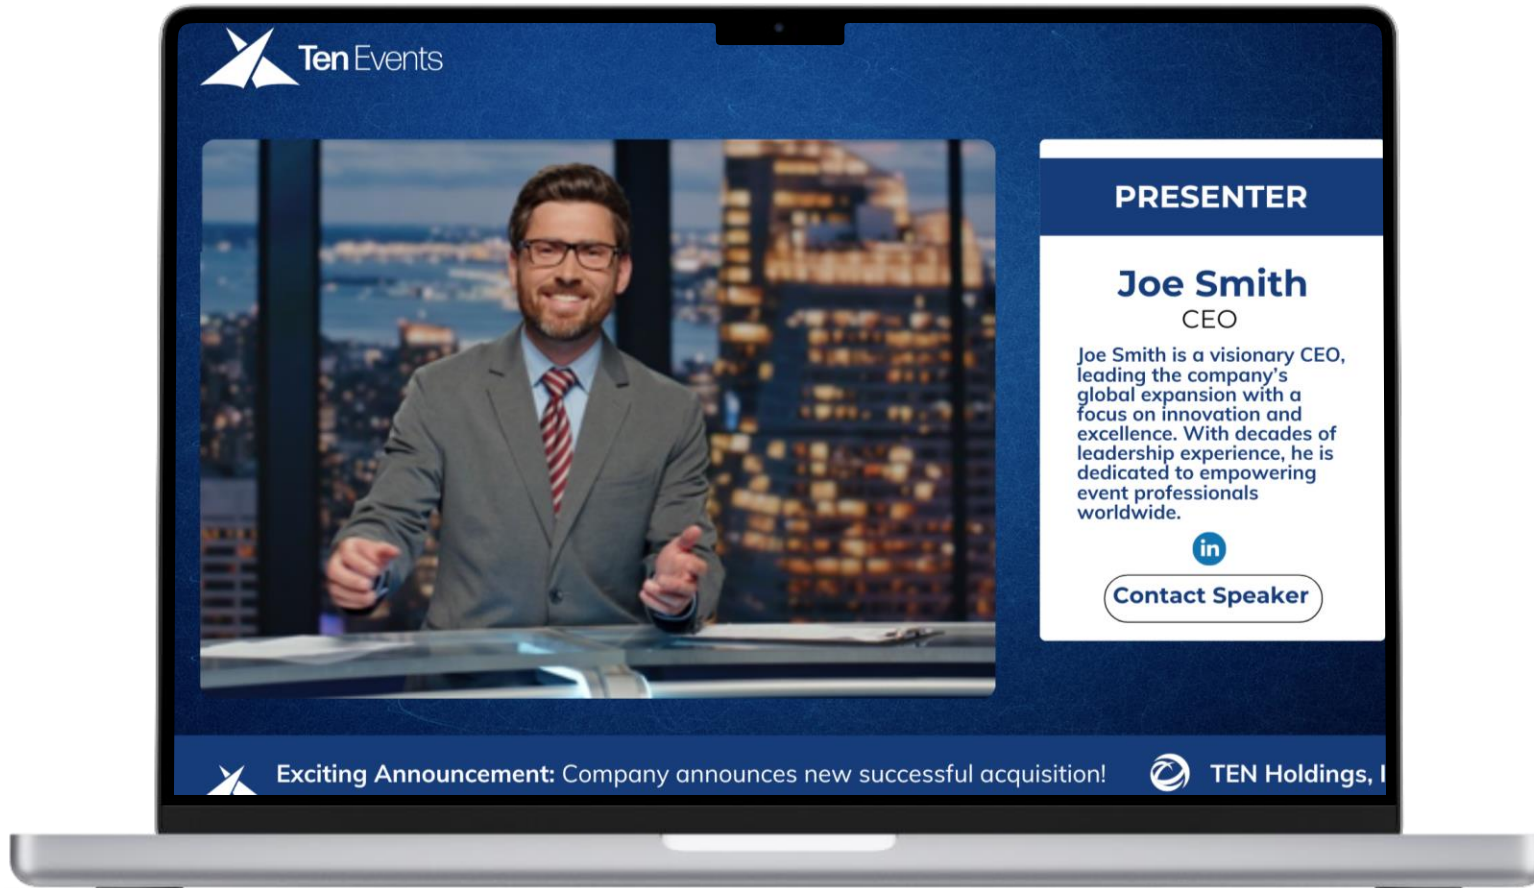 Ten Events
PRESENTER
Joe Smith
CEO
Joe Smith is a visionary CEO,
leading the company's
global expansion with a
focus on innovation and
excellence. With decades of
leadership experience, he is
dedicated to empowering
event professionals
worldwide.
in
Contact Speaker
Exciting Announcement: Company announces new successful acquisition!
TEN Holdings,